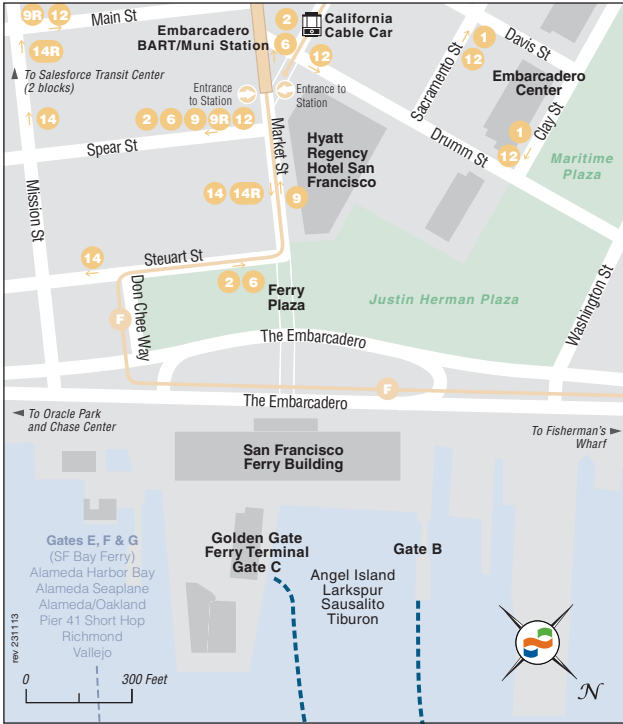 9R 12
Main St
14R
To Salesforce Transit Center
(2 blocks)
14
Embarcadero
BART/Muni Station
2
6
California
Cable Car
12
Entrance
to Station
Entrance to
Station
2 6 9 9R 12
Spear St
Market St
Sacramento St
1
12
Davis St
Embarcadero
Center
Clay St
1
12
Drumm St
Maritime
Plaza
Hyatt
Regency
Hotel San
Francisco
14 14R
9
Mission St
14
Steuart St
2 6
Ferry
Plaza
Justin Herman Plaza
Washington St
Don Chee Way
F
The Embarcadero
F
The Embarcadero
To Oracle Park
and Chase Center
To Fisherman's
Wharf
San Francisco
Ferry Building
Gates E, F & G
(SF Bay Ferry)
Alameda Harbor Bay
Alameda Seaplane
Alameda/Oakland
Pier 41 Short Hop
Richmond
Vallejo
Golden Gate
Ferry Terminal
Gate C
Angel Island
Larkspur
Sausalito
Tiburon
Gate B
rev 231113
0 300 Feet
N